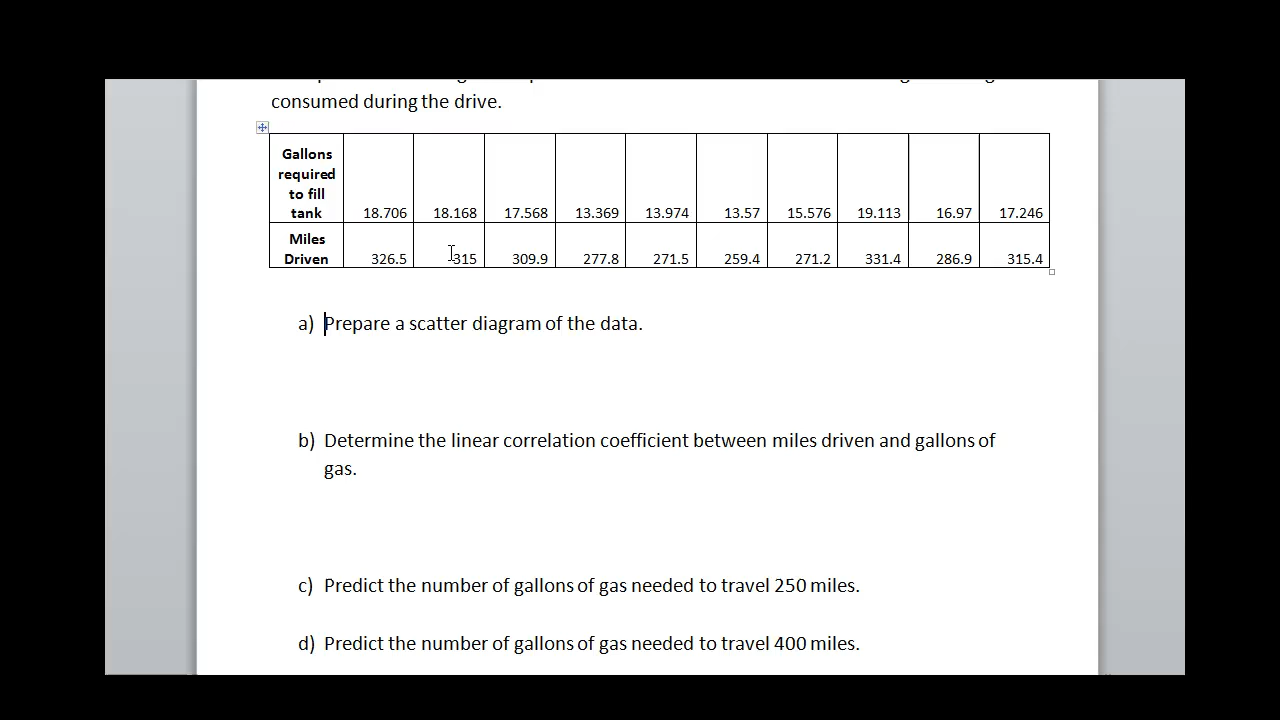 consumed during the drive.
Gallons
required
to fill
tank 18.706 18.168 17.568 13.369 13.974 13.57 15.576 19.113 16.97 17.246
Miles
Driven 326.5 315 309.9 277.8 271.5 259.4 271.2 331.4 286.9 315.4
a) Prepare a scatter diagram of the data.
b) Determine the linear correlation coefficient between miles driven and gallons of
gas.
c) Predict the number of gallons of gas needed to travel 250 miles.
d) Predict the number of gallons of gas needed to travel 400 miles.